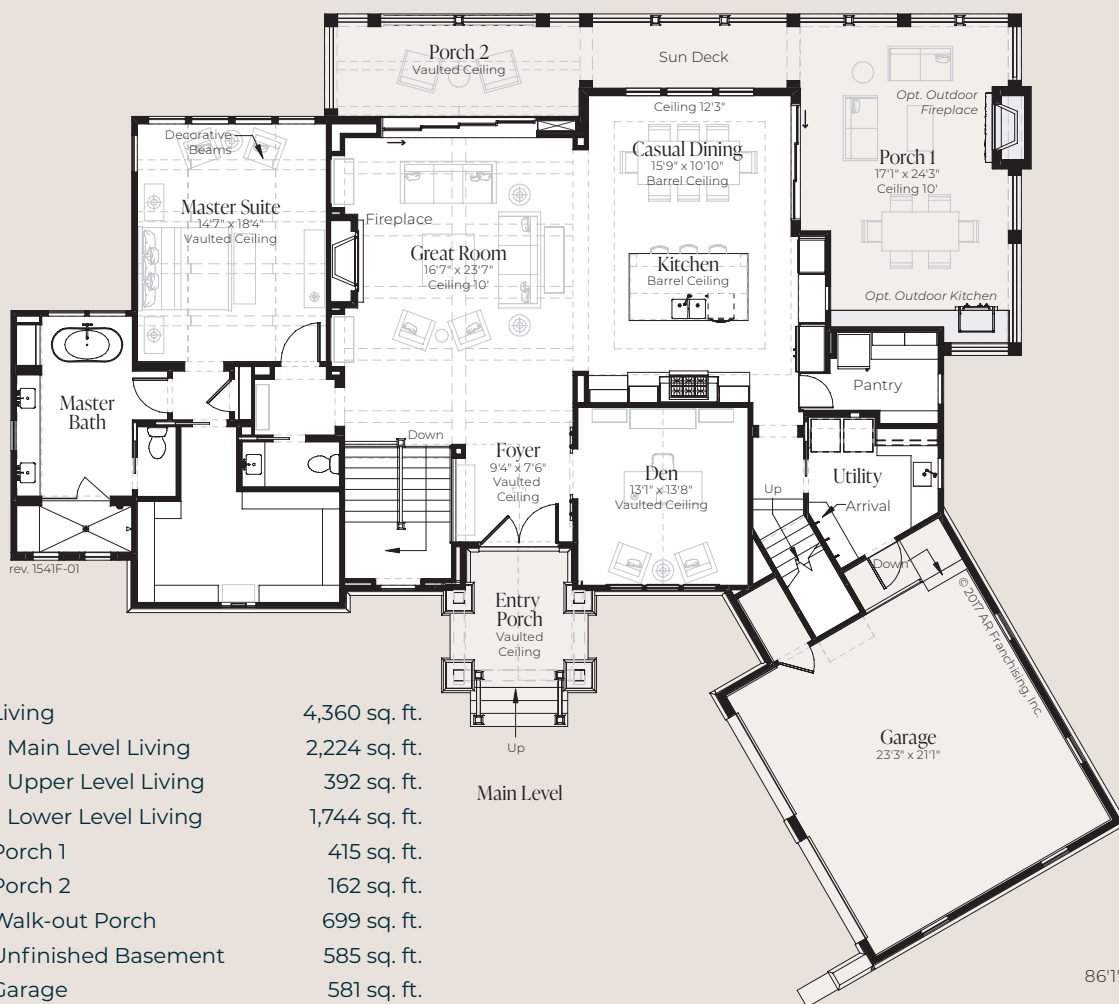 Porch 2
Vaulted Ceiling
Sun Deck
Opt. Outdoor
Fireplace
Ceiling 12'3"
Decorative
Beams
Casual Dining
15'9" x 10'10"
Barrel Ceiling
Porch 1
17'1" x 24'3"
Ceiling 10'
Master Suite
14'7" x 18'4"
Vaulted Ceiling
Fireplace
Great Room
16'7" x 23'7"
Ceiling 10'
Kitchen
Barrel Ceiling
Opt. Outdoor Kitchen
Pantry
Master
Bath
Down
Foyer
9'4" x 7'6"
Vaulted
Ceiling
Den
13'1" x 13'8"
Vaulted Ceiling
Utility
Up
Arrival
Down
rev. 1541F-01
© 2017 AR Franchising, Inc.
Entry
Porch
Vaulted
Ceiling
Up
Main Level
Garage
23'3" x 21'1"
Living 4,360 sq. ft.
Main Level Living 2,224 sq. ft.
Upper Level Living 392 sq. ft.
Lower Level Living 1,744 sq. ft.
Porch 1 415 sq. ft.
Porch 2 162 sq. ft.
Walk-out Porch 699 sq. ft.
Unfinished Basement 585 sq. ft.
Garage 581 sq. ft.